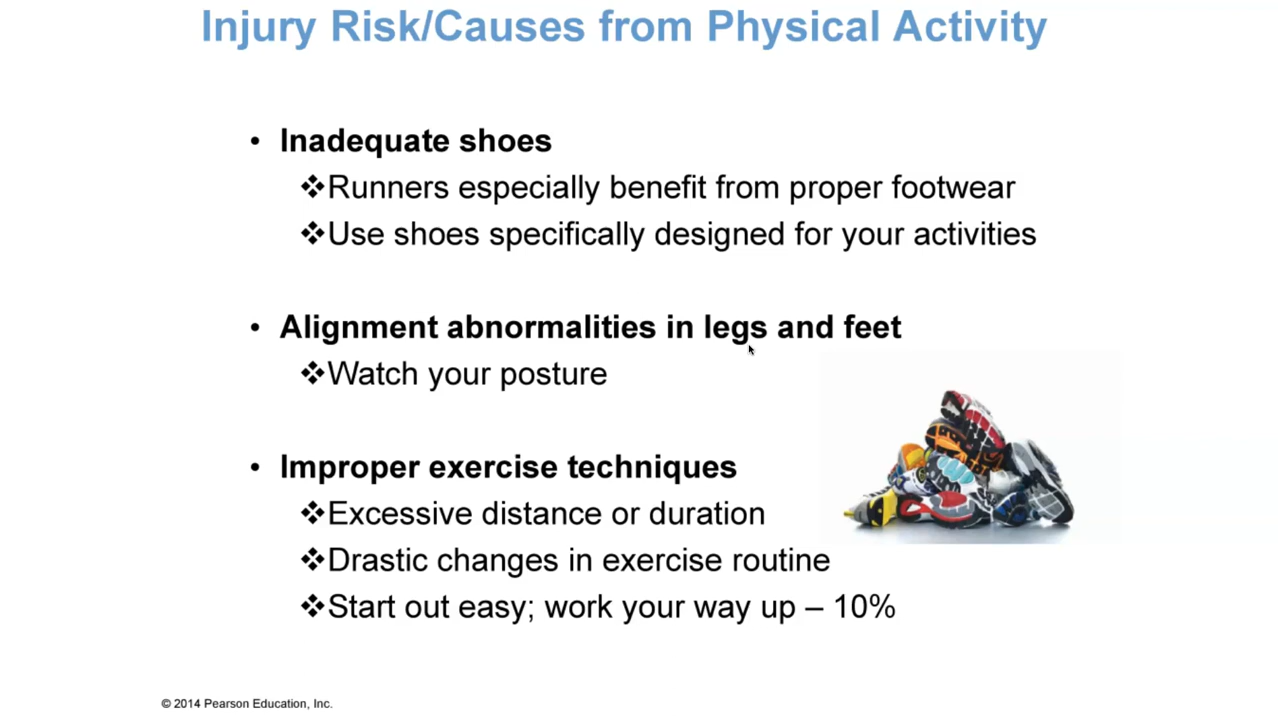 Injury Risk/Causes from Physical Activity
• Inadequate shoes
❖Runners especially benefit from proper footwear
❖Use shoes specifically designed for your activities
• Alignment abnormalities in legs and feet
❖Watch your posture
• Improper exercise techniques
❖Excessive distance or duration
❖Drastic changes in exercise routine
❖Start out easy; work your way up – 10%
© 2014 Pearson Education, Inc.